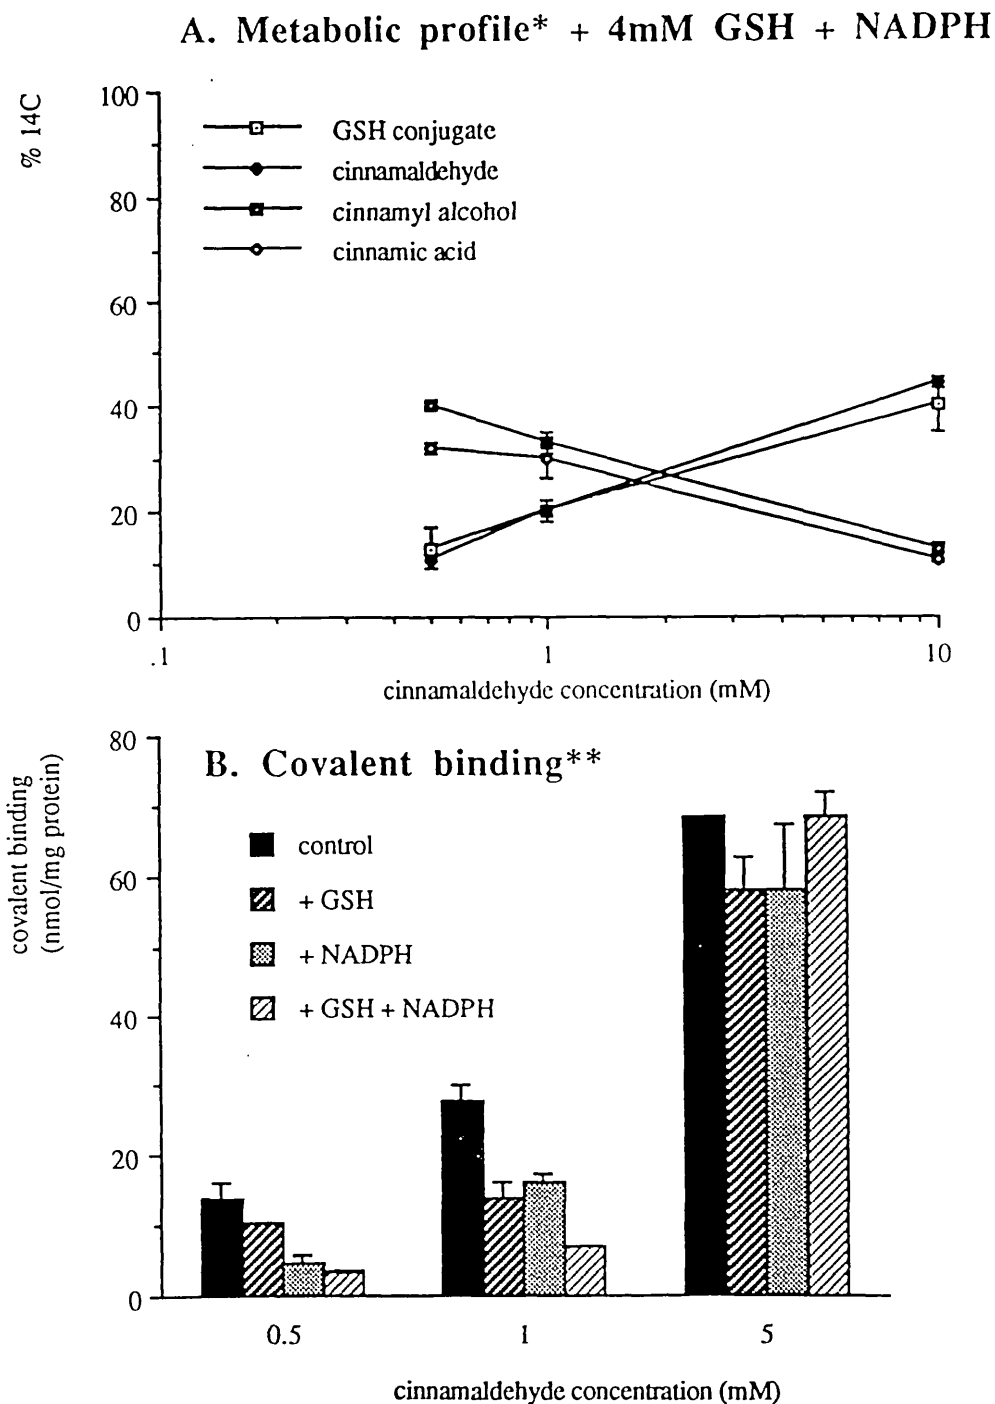 A. Metabolic profile* + 4mM GSH + NADPH
% 14C
100
80
60
40
20
0
GSH conjugate
cinnamaldehyde
cinnamyl alcohol
cinnamic acid
.1
1
10
cinnamaldehyde concentration (mM)
B. Covalent binding**
covalent binding
(nmol/mg protein)
80
60
40
20
0
control
+ GSH
+ NADPH
+ GSH + NADPH
0.5
1
5
cinnamaldehyde concentration (mM)